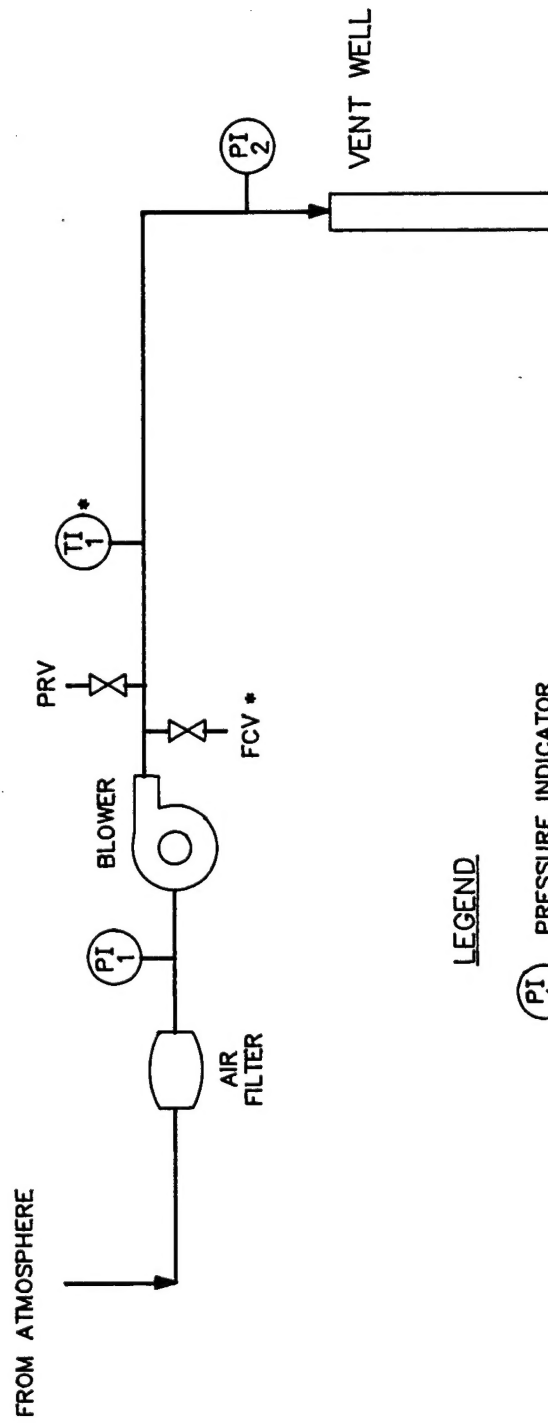 FROM ATMOSPHERE
AIR
FILTER
PI
1
BLOWER
FCV *
PRV
TI
1
*
PI
2
VENT WELL
LEGEND
PI
PRESSURE INDICATOR